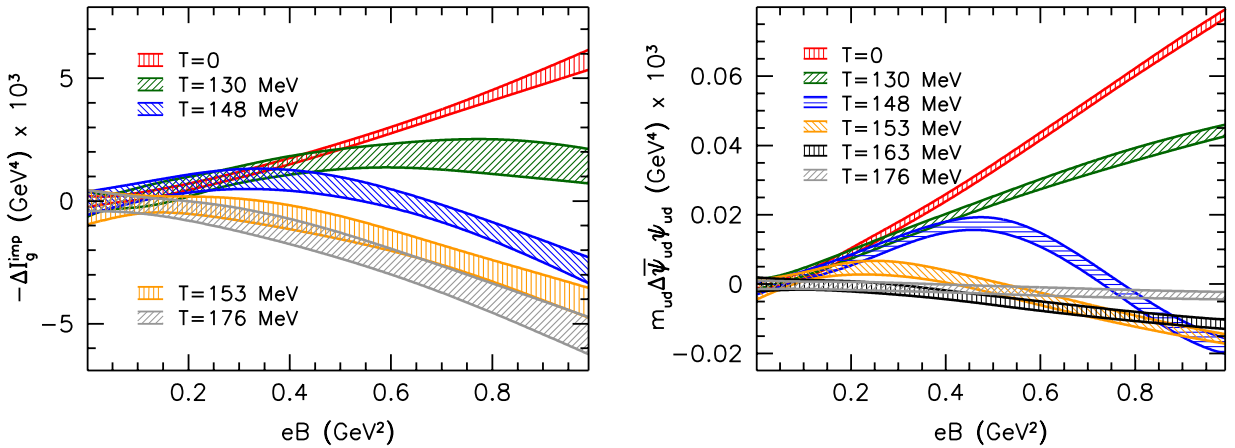 −ΔI_g^imp (GeV⁴) × 10³
5
0
−5
T=0
T=130 MeV
T=148 MeV
T=153 MeV
T=176 MeV
0.2 0.4 0.6 0.8
eB (GeV²)
m_ud Δψ̄_ud ψ_ud (GeV⁴) × 10³
0.06
0.04
0.02
0
−0.02
T=0
T=130 MeV
T=148 MeV
T=153 MeV
T=163 MeV
T=176 MeV
0.2 0.4 0.6 0.8
eB (GeV²)